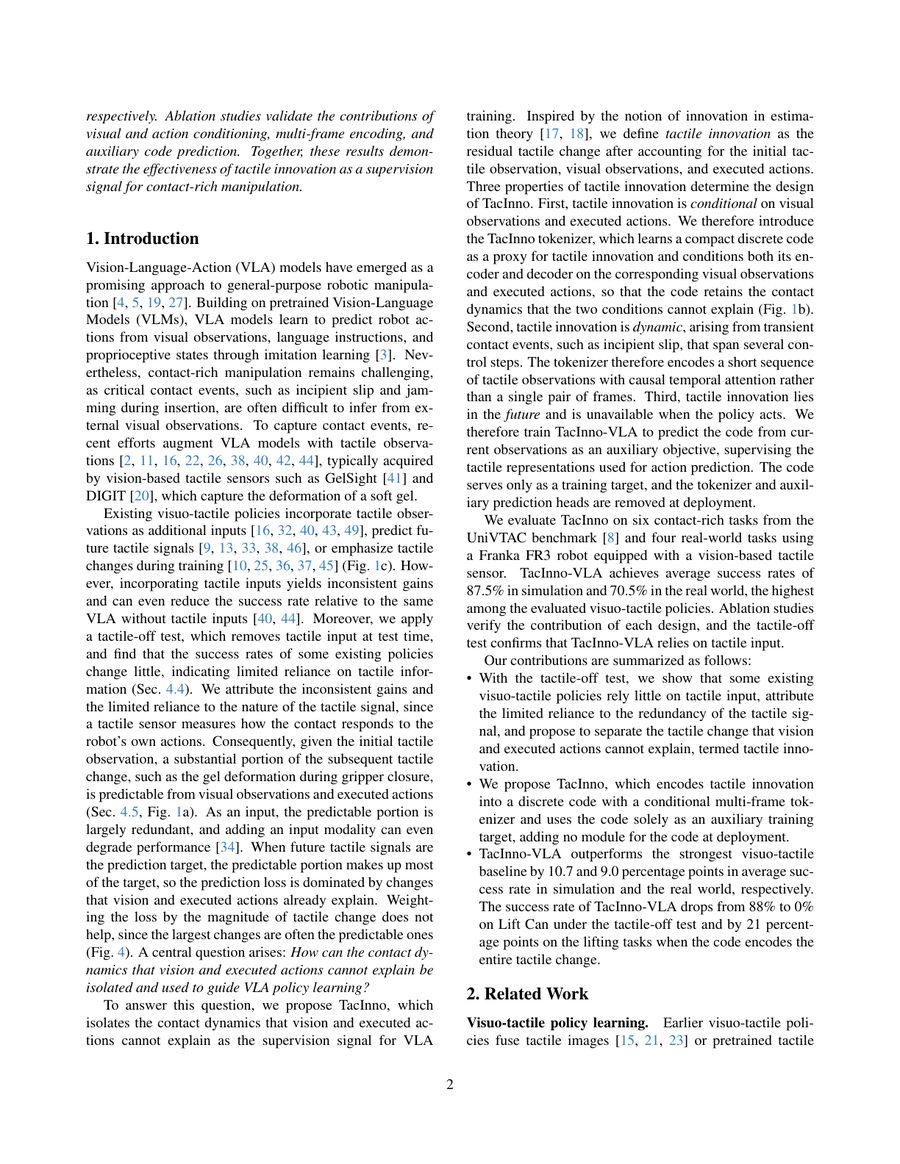 respectively. Ablation studies validate the contributions of
visual and action conditioning, multi-frame encoding, and
auxiliary code prediction. Together, these results demon-
strate the effectiveness of tactile innovation as a supervision
signal for contact-rich manipulation.
1. Introduction
Vision-Language-Action (VLA) models have emerged as a
promising approach to general-purpose robotic manipula-
tion [4, 5, 19, 27]. Building on pretrained Vision-Language
Models (VLMs), VLA models learn to predict robot ac-
tions from visual observations, language instructions, and
proprioceptive states through imitation learning [3]. Nev-
ertheless, contact-rich manipulation remains challenging,
as critical contact events, such as incipient slip and jam-
ming during insertion, are often difficult to infer from ex-
ternal visual observations. To capture contact events, re-
cent efforts augment VLA models with tactile observa-
tions [2, 11, 16, 22, 26, 38, 40, 42, 44], typically acquired
by vision-based tactile sensors such as GelSight [41] and
DIGIT [20], which capture the deformation of a soft gel.
Existing visuo-tactile policies incorporate tactile obser-
vations as additional inputs [16, 32, 40, 43, 49], predict fu-
ture tactile signals [9, 13, 33, 38, 46], or emphasize tactile
changes during training [10, 25, 36, 37, 45] (Fig. 1c). How-
ever, incorporating tactile inputs yields inconsistent gains
and can even reduce the success rate relative to the same
VLA without tactile inputs [40, 44]. Moreover, we apply
a tactile-off test, which removes tactile input at test time,
and find that the success rates of some existing policies
change little, indicating limited reliance on tactile infor-
mation (Sec. 4.4). We attribute the inconsistent gains and
the limited reliance to the nature of the tactile signal, since
a tactile sensor measures how the contact responds to the
robot's own actions. Consequently, given the initial tactile
observation, a substantial portion of the subsequent tactile
change, such as the gel deformation during gripper closure,
is predictable from visual observations and executed actions
(Sec. 4.5, Fig. 1a). As an input, the predictable portion is
largely redundant, and adding an input modality can even
degrade performance [34]. When future tactile signals are
the prediction target, the predictable portion makes up most
of the target, so the prediction loss is dominated by changes
that vision and executed actions already explain. Weight-
ing the loss by the magnitude of tactile change does not
help, since the largest changes are often the predictable ones
(Fig. 4). A central question arises: How can the contact dy-
namics that vision and executed actions cannot explain be
isolated and used to guide VLA policy learning?
To answer this question, we propose TacInno, which
isolates the contact dynamics that vision and executed ac-
tions cannot explain as the supervision signal for VLA
training. Inspired by the notion of innovation in estima-
tion theory [17, 18], we define tactile innovation as the
residual tactile change after accounting for the initial tac-
tile observation, visual observations, and executed actions.
Three properties of tactile innovation determine the design
of TacInno. First, tactile innovation is conditional on visual
observations and executed actions. We therefore introduce
the TacInno tokenizer, which learns a compact discrete code
as a proxy for tactile innovation and conditions both its en-
coder and decoder on the corresponding visual observations
and executed actions, so that the code retains the contact
dynamics that the two conditions cannot explain (Fig. 1b).
Second, tactile innovation is dynamic, arising from transient
contact events, such as incipient slip, that span several con-
trol steps. The tokenizer therefore encodes a short sequence
of tactile observations with causal temporal attention rather
than a single pair of frames. Third, tactile innovation lies
in the future and is unavailable when the policy acts. We
therefore train TacInno-VLA to predict the code from cur-
rent observations as an auxiliary objective, supervising the
tactile representations used for action prediction. The code
serves only as a training target, and the tokenizer and auxil-
iary prediction heads are removed at deployment.
We evaluate TacInno on six contact-rich tasks from the
UniVTAC benchmark [8] and four real-world tasks using
a Franka FR3 robot equipped with a vision-based tactile
sensor. TacInno-VLA achieves average success rates of
87.5% in simulation and 70.5% in the real world, the highest
among the evaluated visuo-tactile policies. Ablation studies
verify the contribution of each design, and the tactile-off
test confirms that TacInno-VLA relies on tactile input.
Our contributions are summarized as follows:
• With the tactile-off test, we show that some existing
visuo-tactile policies rely little on tactile input, attribute
the limited reliance to the redundancy of the tactile sig-
nal, and propose to separate the tactile change that vision
and executed actions cannot explain, termed tactile inno-
vation.
• We propose TacInno, which encodes tactile innovation
into a discrete code with a conditional multi-frame tok-
enizer and uses the code solely as an auxiliary training
target, adding no module for the code at deployment.
• TacInno-VLA outperforms the strongest visuo-tactile
baseline by 10.7 and 9.0 percentage points in average suc-
cess rate in simulation and the real world, respectively.
The success rate of TacInno-VLA drops from 88% to 0%
on Lift Can under the tactile-off test and by 21 percent-
age points on the lifting tasks when the code encodes the
entire tactile change.
2. Related Work
Visuo-tactile policy learning. Earlier visuo-tactile poli-
cies fuse tactile images [15, 21, 23] or pretrained tactile
2